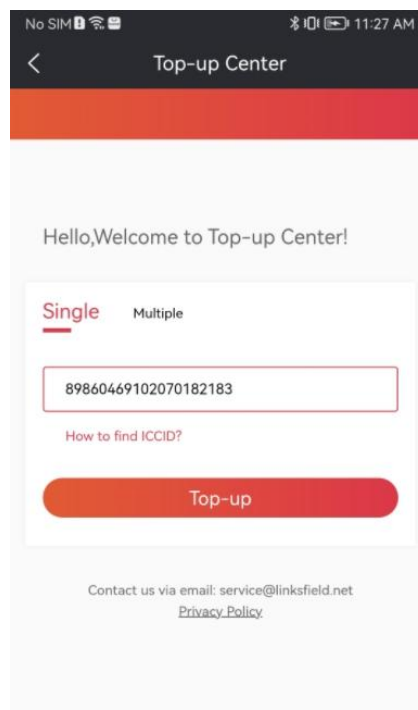 No SIM 11:27 AM
Top-up Center
Hello,Welcome to Top-up Center!
Single Multiple
89860469102070182183
How to find ICCID?
Top-up
Contact us via email: service@linksfield.net
Privacy Policy